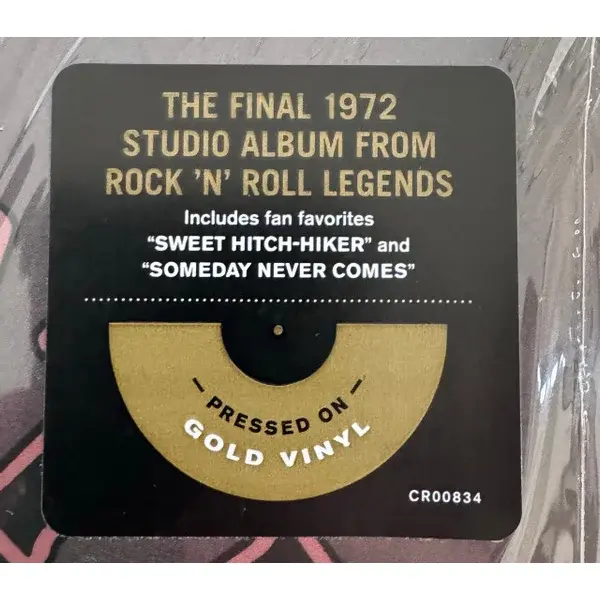 THE FINAL 1972
STUDIO ALBUM FROM
ROCK 'N' ROLL LEGENDS
Includes fan favorites
“SWEET HITCH-HIKER” and
“SOMEDAY NEVER COMES”
– PRESSED ON –
GOLD VINYL
CR00834